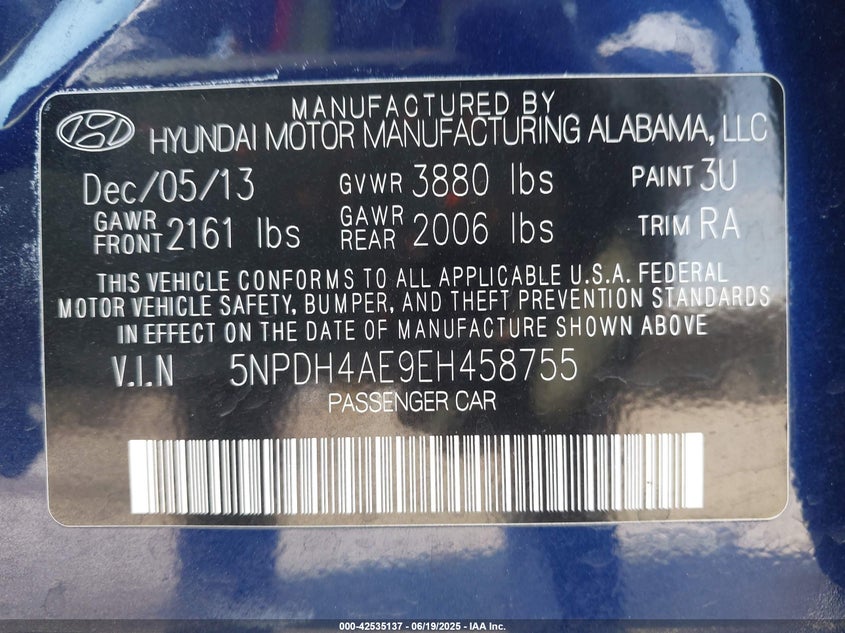 MANUFACTURED BY
HYUNDAI MOTOR MANUFACTURING ALABAMA, LLC
Dec/05/13 GVWR 3880 lbs PAINT 3U
GAWR FRONT 2161 lbs GAWR REAR 2006 lbs TRIM RA
THIS VEHICLE CONFORMS TO ALL APPLICABLE U.S.A. FEDERAL
MOTOR VEHICLE SAFETY, BUMPER, AND THEFT PREVENTION STANDARDS
IN EFFECT ON THE DATE OF MANUFACTURE SHOWN ABOVE
V.I.N 5NPDH4AE9EH458755
PASSENGER CAR
000-42535137 - 06/19/2025 - IAA Inc.